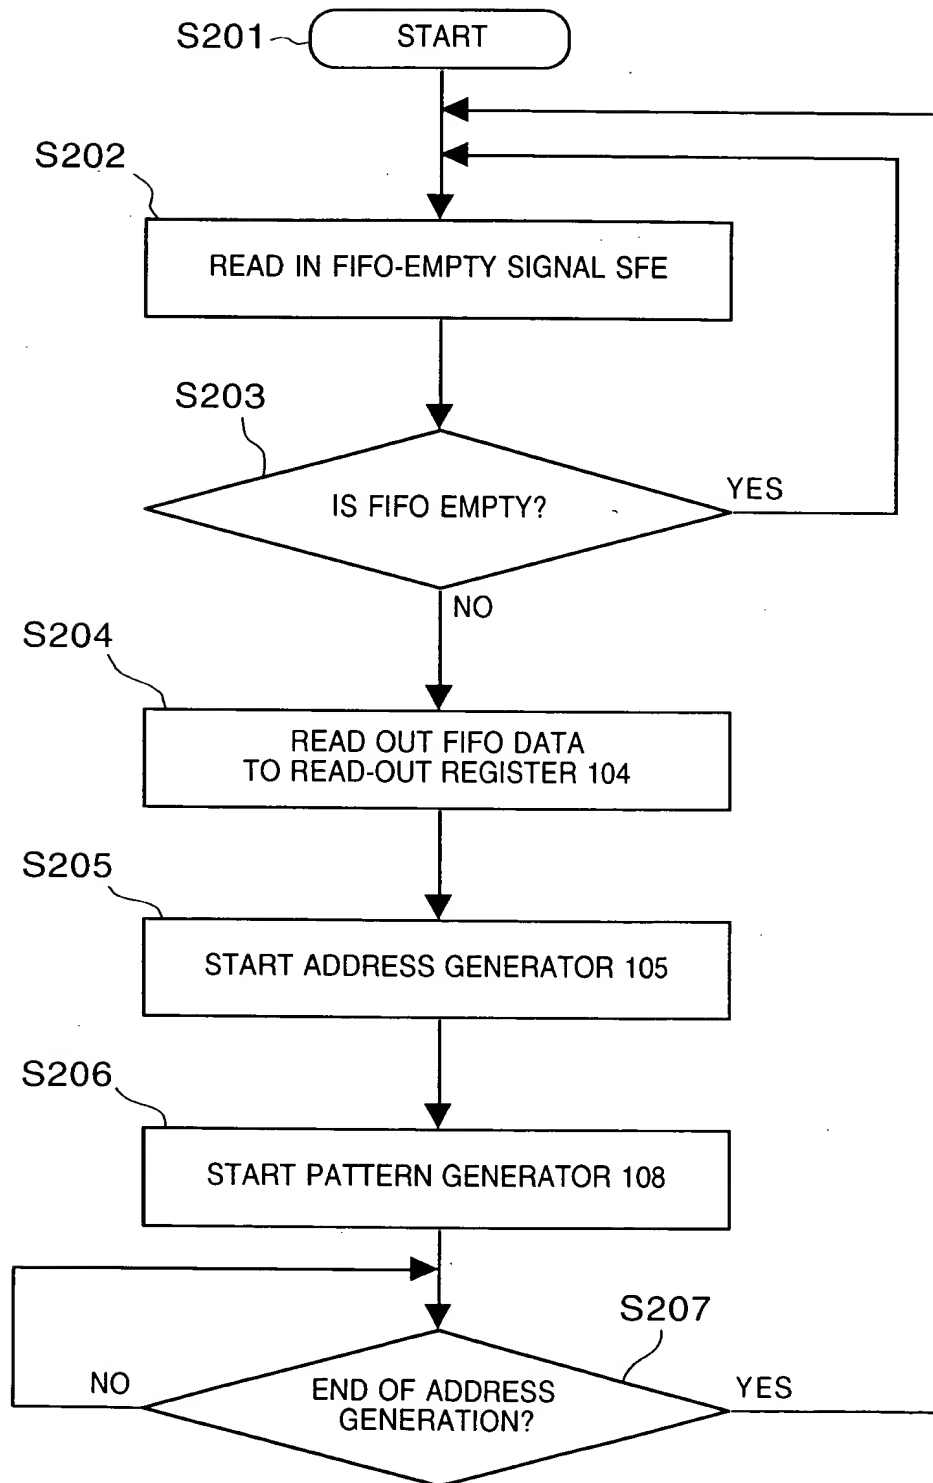 S201
START
S202
READ IN FIFO-EMPTY SIGNAL SFE
S203
IS FIFO EMPTY?
YES
NO
S204
READ OUT FIFO DATA
TO READ-OUT REGISTER 104
S205
START ADDRESS GENERATOR 105
S206
START PATTERN GENERATOR 108
S207
NO
END OF ADDRESS
GENERATION?
YES